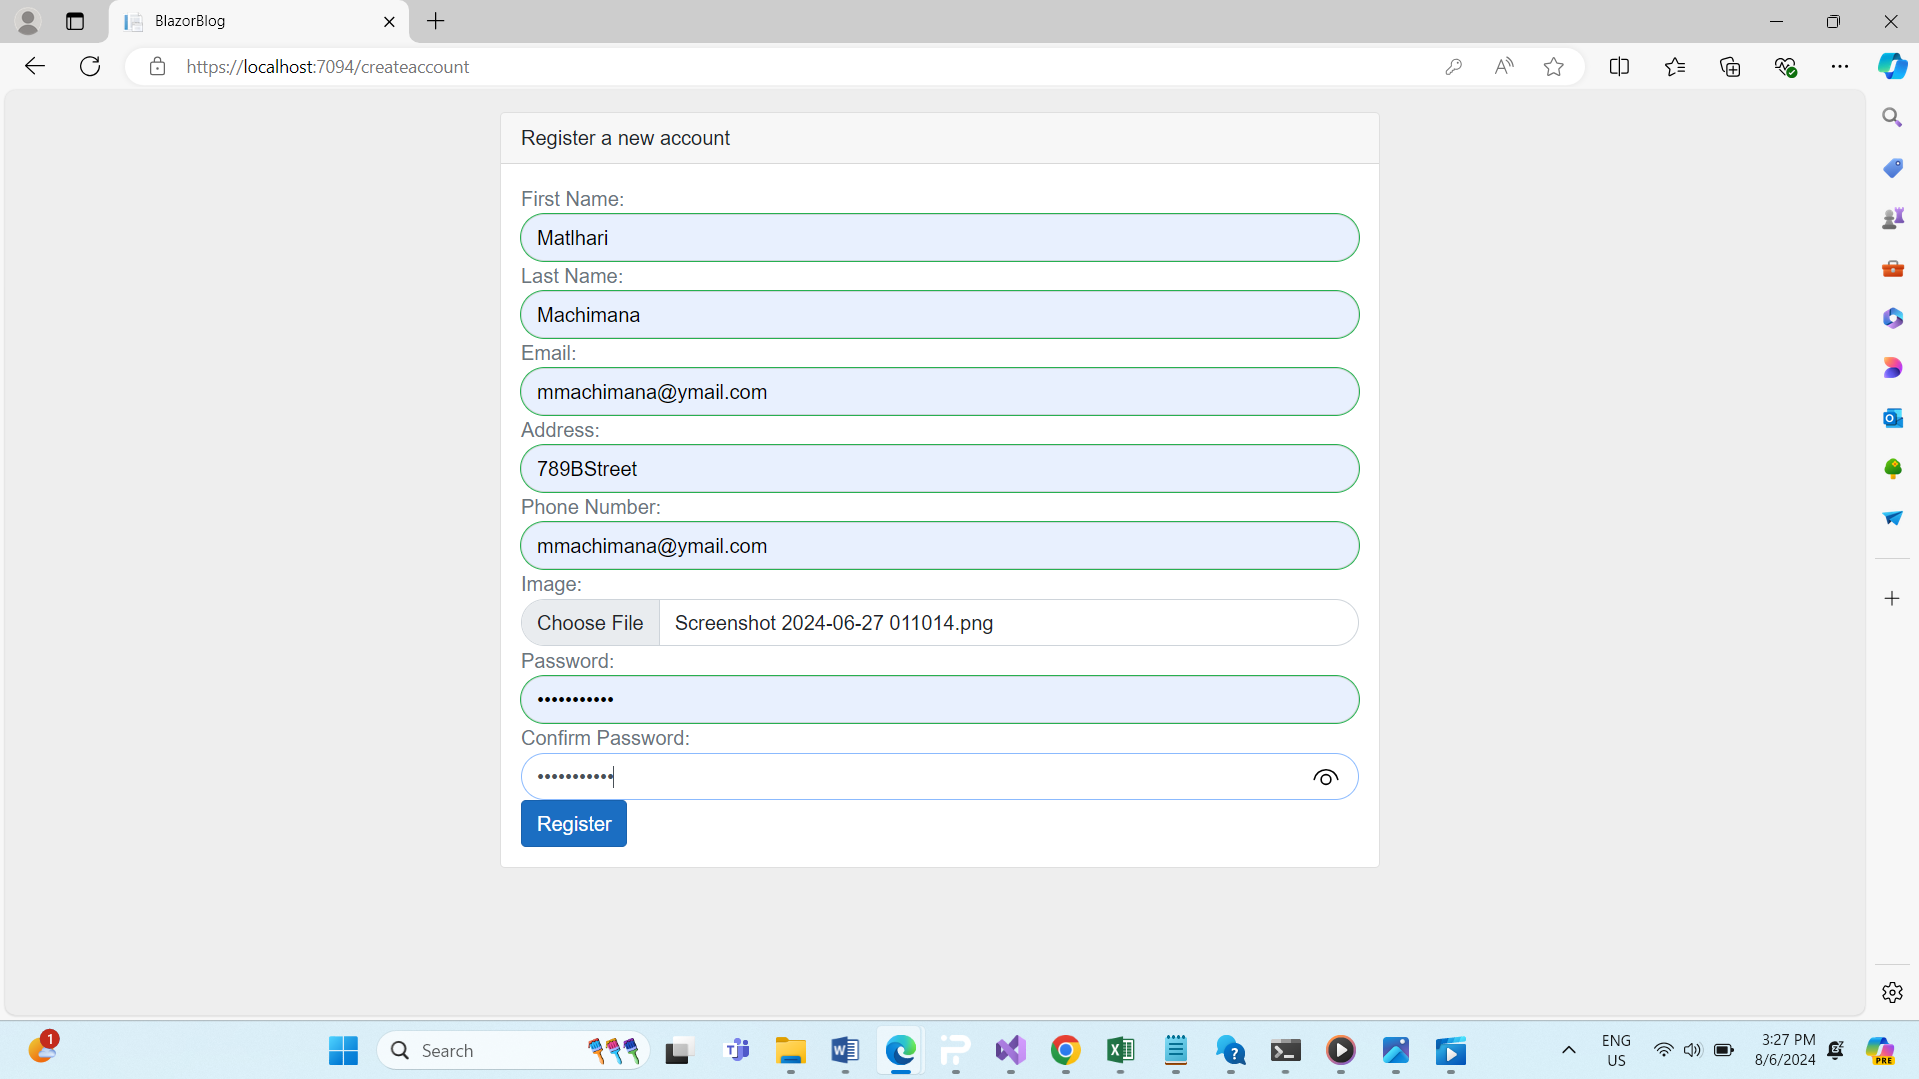 BlazorBlog
https://localhost:7094/createaccount
Register a new account
First Name:
Matlhari
Last Name:
Machimana
Email:
mmachimana@ymail.com
Address:
789BStreet
Phone Number:
mmachimana@ymail.com
Image:
Choose File Screenshot 2024-06-27 011014.png
Password:
•••••••••••
Confirm Password:
•••••••••••
Register
1
Search
ENG
US
3:27 PM
8/6/2024
PRE